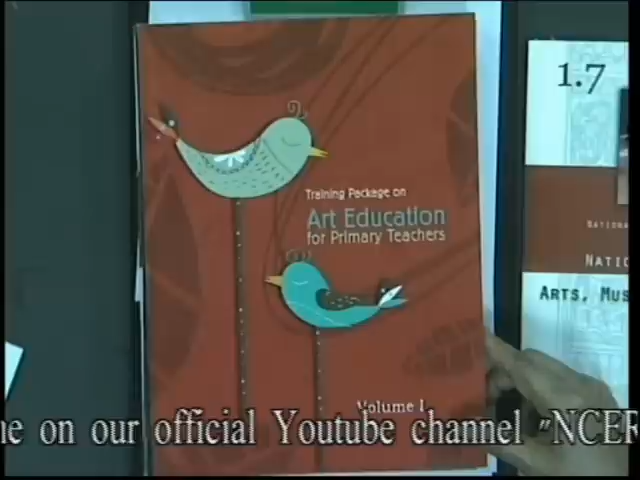 Training Package on
Art Education
for Primary Teachers
Volume I
1.7
NATIONA
NATIO
ARTS, MUS
ne on our official Youtube channel "NCER